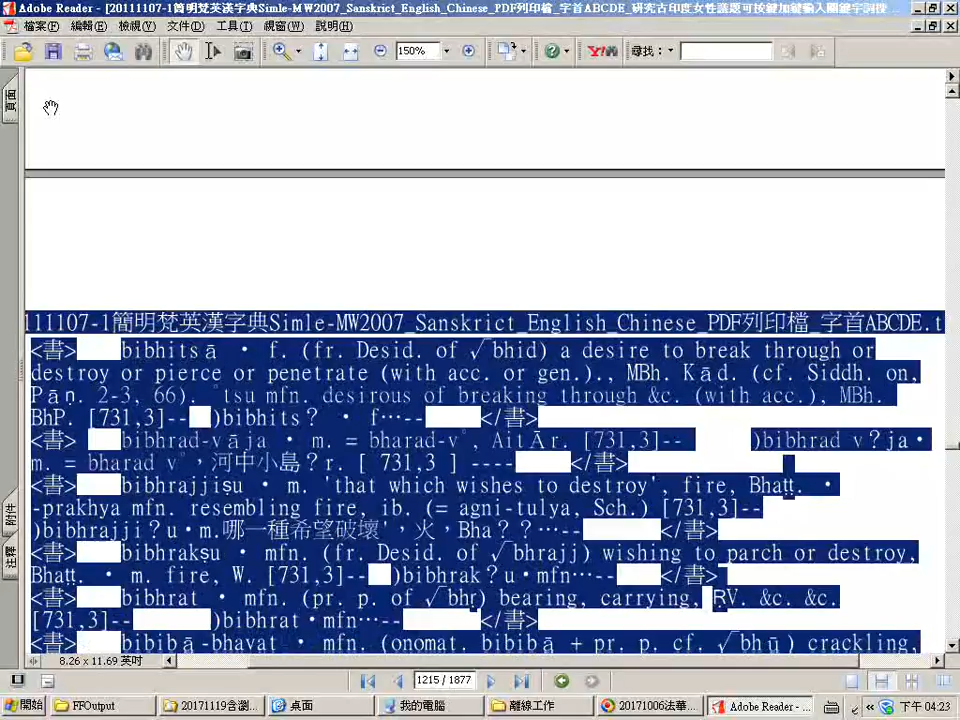 Adobe Reader - [20111107-1簡明梵英漢字典Simle-MW2007_Sanskrict_English_Chinese_PDF列印檔_字首ABCDE_研究古印度女性議題可按鍵加鍵輸入關鍵字詞搜
檔案(F) 編輯(E) 檢視(V) 文件(D) 工具(T) 視窗(W) 說明(H)
150% Y! 尋找:
頁面
111107-1簡明梵英漢字典Simle-MW2007_Sanskrict_English_Chinese_PDF列印檔_字首ABCDE.t
<書> bibhitsā • f. (fr. Desid. of √bhid) a desire to break through or
destroy or pierce or penetrate (with acc. or gen.)., MBh. Kād. (cf. Siddh. on,
Pāṇ. 2-3, 66). °tsu mfn. desirous of breaking through &c. (with acc.), MBh.
BhP. [731,3]-- )bibhits? • f…-- </書>
<書> bibhrad-vāja • m. = bharad-v°, AitĀr. [731,3]-- )bibhrad v?ja•
m. = bharad v°，河中小島？r. [ 731,3 ] ---- </書>
<書> bibhrajjiṣu • m. 'that which wishes to destroy', fire, Bhaṭṭ. •
-prakhya mfn. resembling fire, ib. (= agni-tulya, Sch.) [731,3]--
)bibhrajji？u•m.哪一種希望破壞'，火，Bha？？…-- </書>
<書> bibhrakṣu • mfn. (fr. Desid. of √bhrajj) wishing to parch or destroy,
Bhaṭṭ. • m. fire, W. [731,3]-- )bibhrak？u•mfn…-- </書>
<書> bibhrat • mfn. (pr. p. of √bhṛ) bearing, carrying, ṚV. &c. &c.
[731,3]-- )bibhrat•mfn…-- </書>
<書> bibibā-bhavat • mfn. (onomat. bibibā + pr. p. cf. √bhū) crackling,
附件
注釋
8.26 x 11.69 英吋
1215 / 1877
開始 FFOutput 20171119含瀏... 桌面 我的電腦 離線工作 20171006法華... Adobe Reader -... 下午 04:23